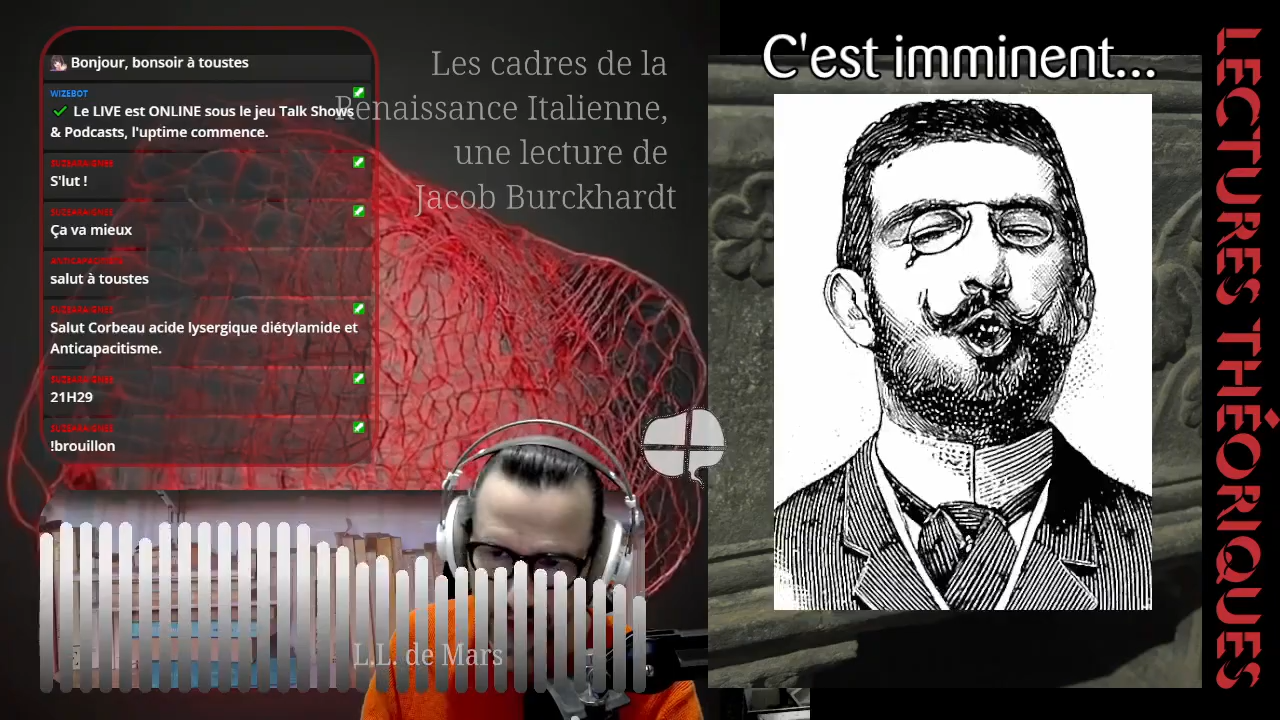 Bonjour, bonsoir à toustes
WIZEBOT
Le LIVE est ONLINE sous le jeu Talk Shows
& Podcasts, l'uptime commence.
SUZEARAIGNEE
S'lut !
SUZEARAIGNEE
Ça va mieux
ANTICAPACITISME
salut à toustes
SUZEARAIGNEE
Salut Corbeau acide lysergique diétylamide et
Anticapacitisme.
SUZEARAIGNEE
21H29
SUZEARAIGNEE
!brouillon
Les cadres de la
Renaissance Italienne,
une lecture de
Jacob Burckhardt
C'est imminent...
LECTURES THÉORIQUES
L.L. de Mars